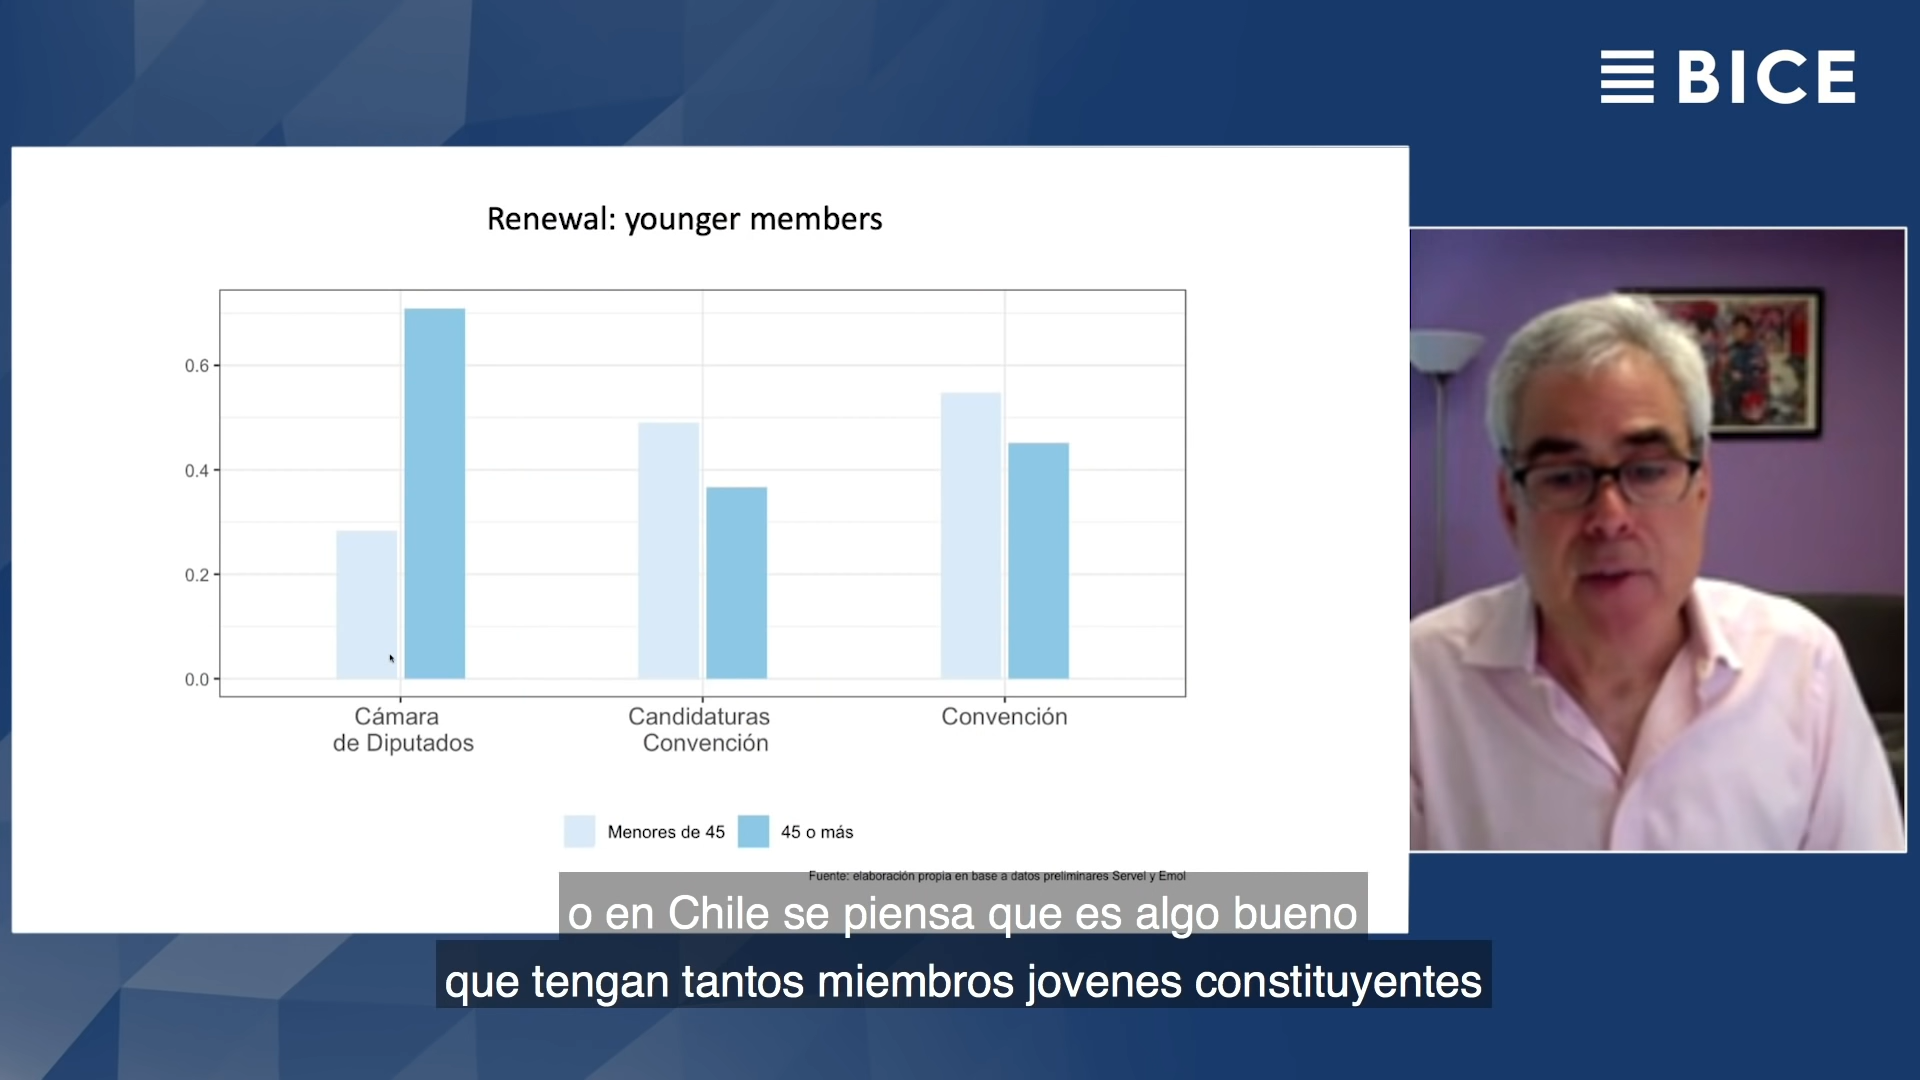 BICE
Renewal: younger members
0.6
0.4
0.2
0.0
Cámara
de Diputados
Candidaturas
Convención
Convención
Menores de 45
45 o más
Fuente: elaboración propia en base a datos preliminares Servel y Emol
o en Chile se piensa que es algo bueno
que tengan tantos miembros jovenes constituyentes